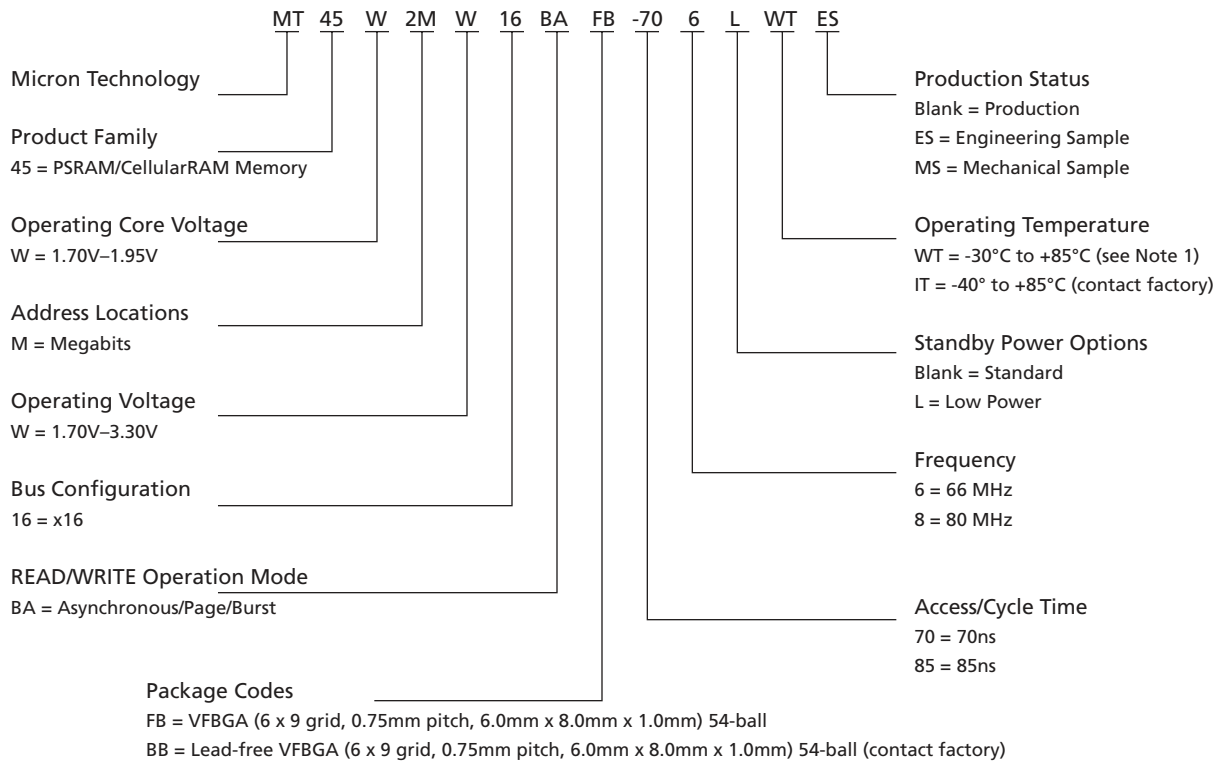 MT 45 W 2M W 16 BA FB -70 6 L WT ES
Micron Technology
Product Family
45 = PSRAM/CellularRAM Memory
Operating Core Voltage
W = 1.70V–1.95V
Address Locations
M = Megabits
Operating Voltage
W = 1.70V–3.30V
Bus Configuration
16 = x16
READ/WRITE Operation Mode
BA = Asynchronous/Page/Burst
Package Codes
FB = VFBGA (6 x 9 grid, 0.75mm pitch, 6.0mm x 8.0mm x 1.0mm) 54-ball
BB = Lead-free VFBGA (6 x 9 grid, 0.75mm pitch, 6.0mm x 8.0mm x 1.0mm) 54-ball (contact factory)
Production Status
Blank = Production
ES = Engineering Sample
MS = Mechanical Sample
Operating Temperature
WT = -30°C to +85°C (see Note 1)
IT = -40° to +85°C (contact factory)
Standby Power Options
Blank = Standard
L = Low Power
Frequency
6 = 66 MHz
8 = 80 MHz
Access/Cycle Time
70 = 70ns
85 = 85ns